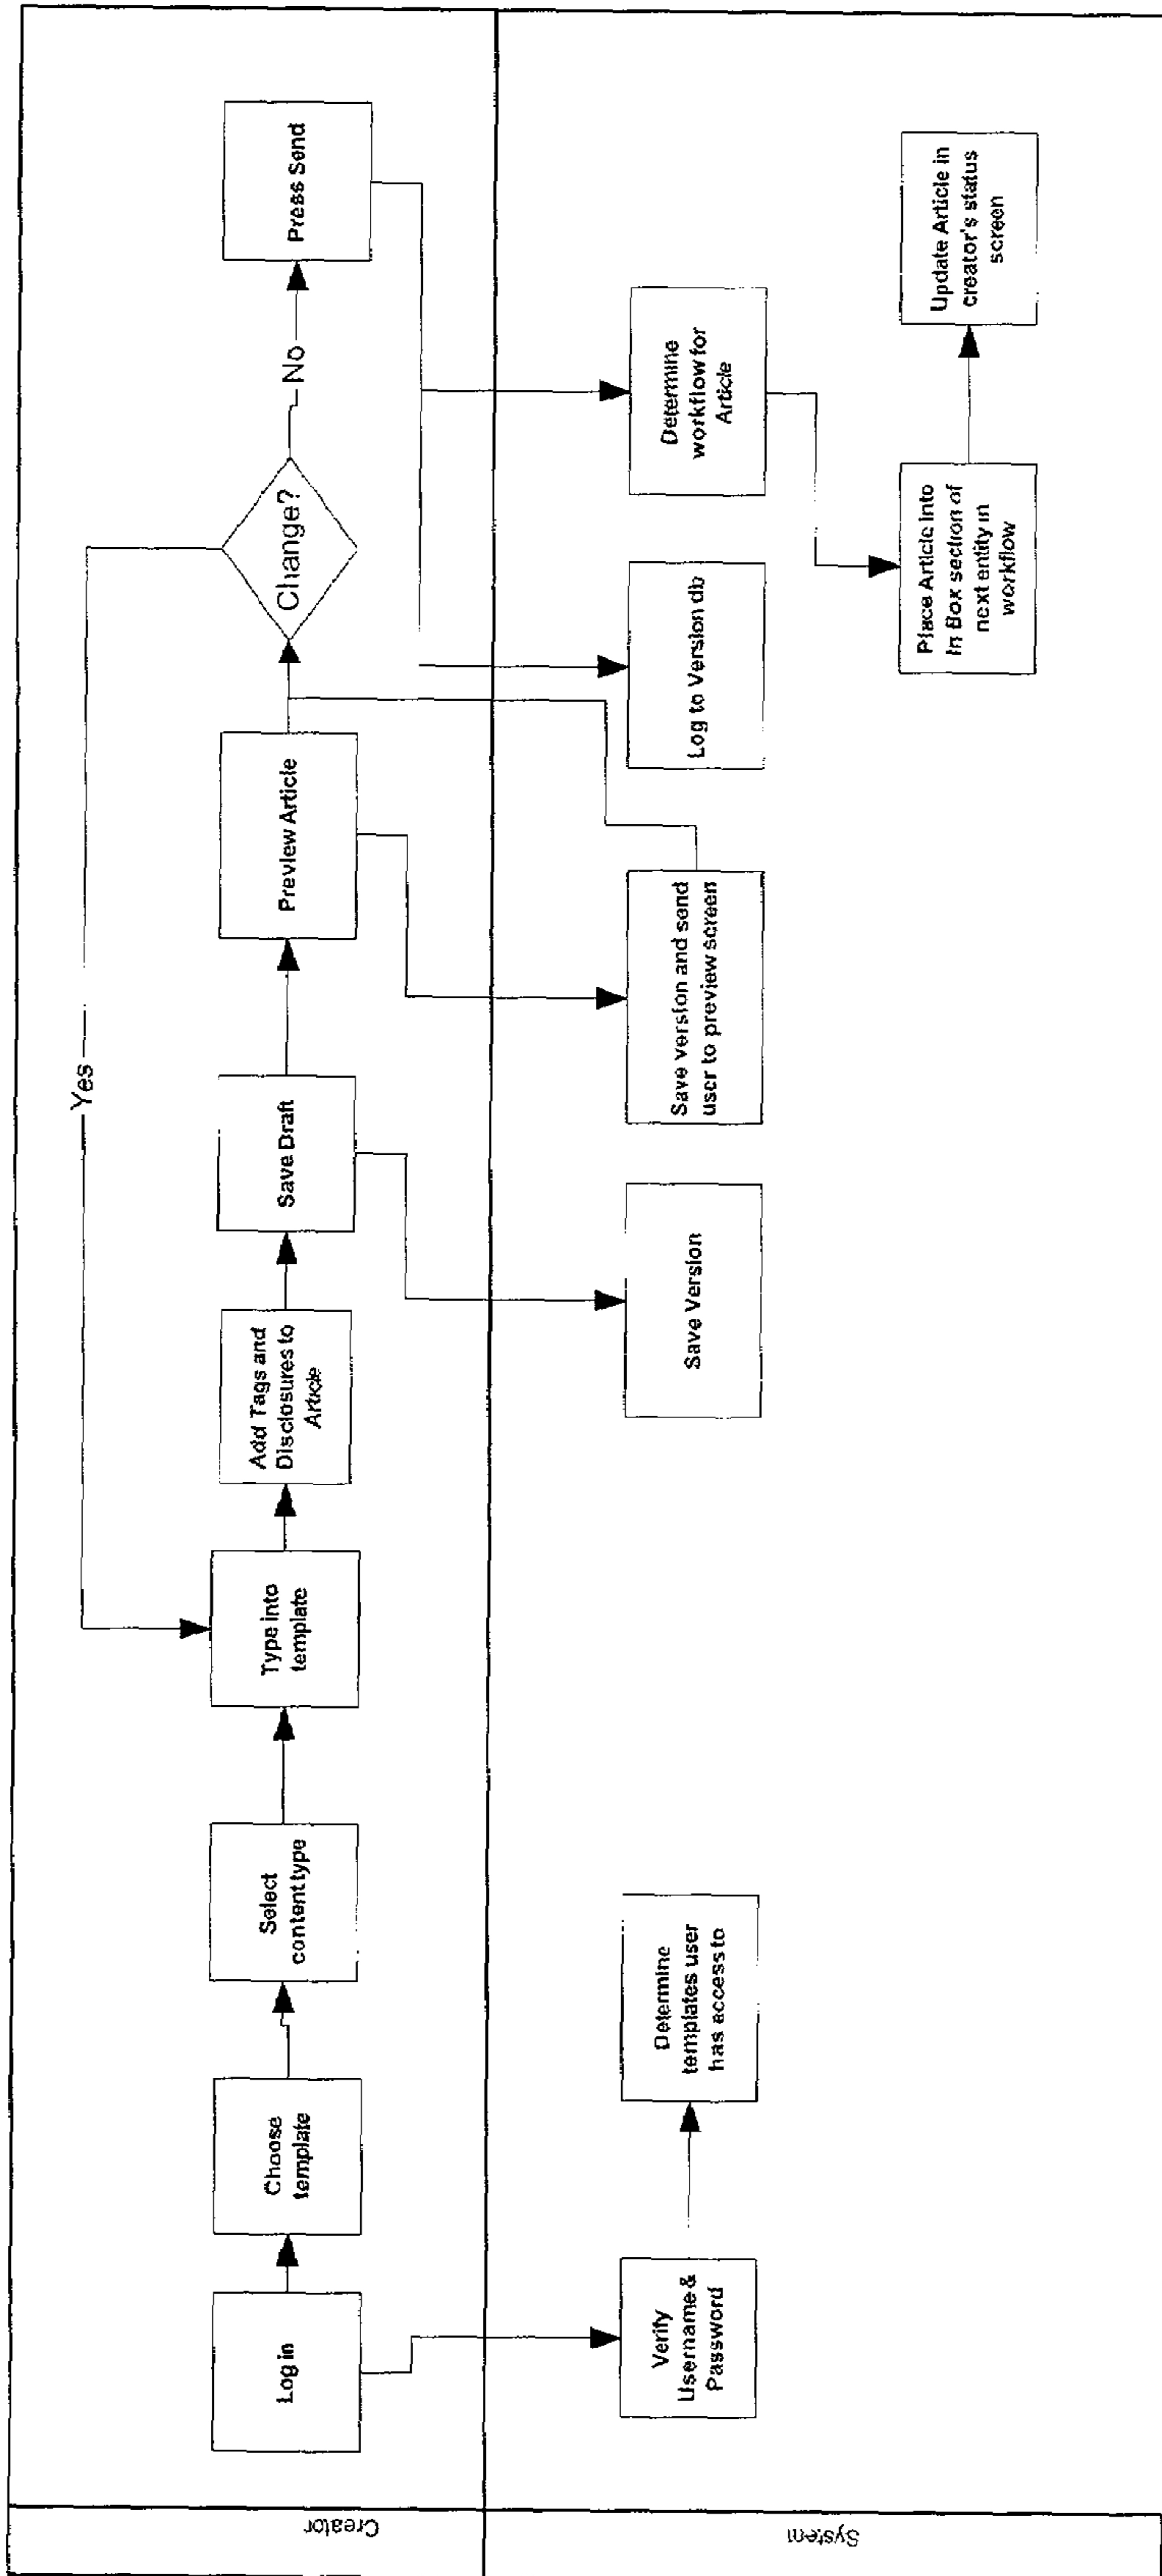 Creator
Log in
Choose
template
Select
content type
Type into
template
Add Tags and
Disclosures to
Article
Save Draft
Preview Article
Change?
Yes
No
Press Send
System
Verify
Username &
Password
Determine
templates user
has access to
Save Version
Save version and send
user to preview screen
Log to Version db
Determine
workflow for
Article
Place Article into
In Box section of
next entity in
workflow
Update Article in
creator's status
screen